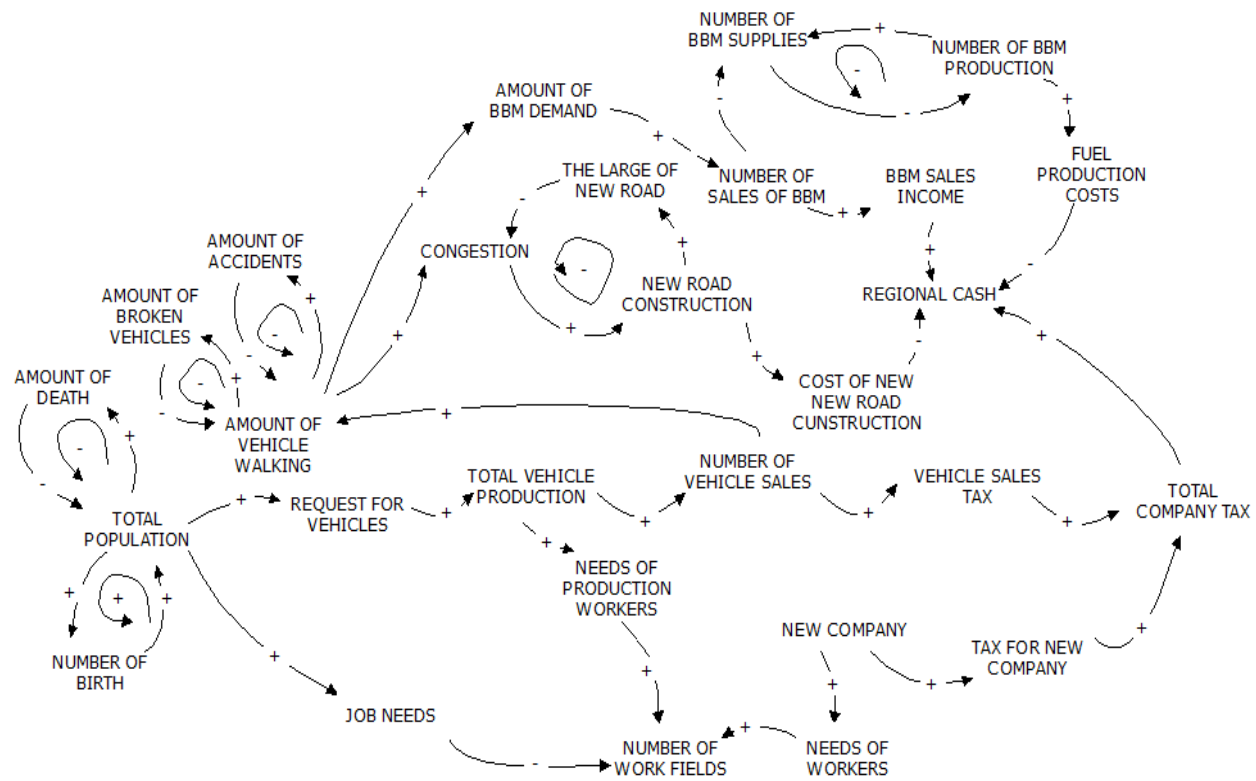 NUMBER OF
BBM SUPPLIES
+
NUMBER OF BBM
PRODUCTION
-
-
+
-
AMOUNT OF
BBM DEMAND
+
FUEL
PRODUCTION
COSTS
THE LARGE OF
NEW ROAD
NUMBER OF
SALES OF BBM
BBM SALES
INCOME
+
+
-
+
-
AMOUNT OF
ACCIDENTS
CONGESTION
-
+
NEW ROAD
CONSTRUCTION
+
REGIONAL CASH
AMOUNT OF
BROKEN
VEHICLES
+
-
-
+
+
-
+
+
COST OF NEW
NEW ROAD
CUNSTRUCTION
AMOUNT OF
DEATH
-
+
-
+
AMOUNT OF
VEHICLE
WALKING
-
+
-
NUMBER OF
VEHICLE SALES
VEHICLE SALES
TAX
TOTAL
COMPANY TAX
TOTAL VEHICLE
PRODUCTION
+
REQUEST FOR
VEHICLES
+
+
+
+
TOTAL
POPULATION
+
NEEDS OF
PRODUCTION
WORKERS
+
+
+
NEW COMPANY
+
TAX FOR NEW
COMPANY
NUMBER OF
BIRTH
+
+
+
+
JOB NEEDS
-
NUMBER OF
WORK FIELDS
+
NEEDS OF
WORKERS